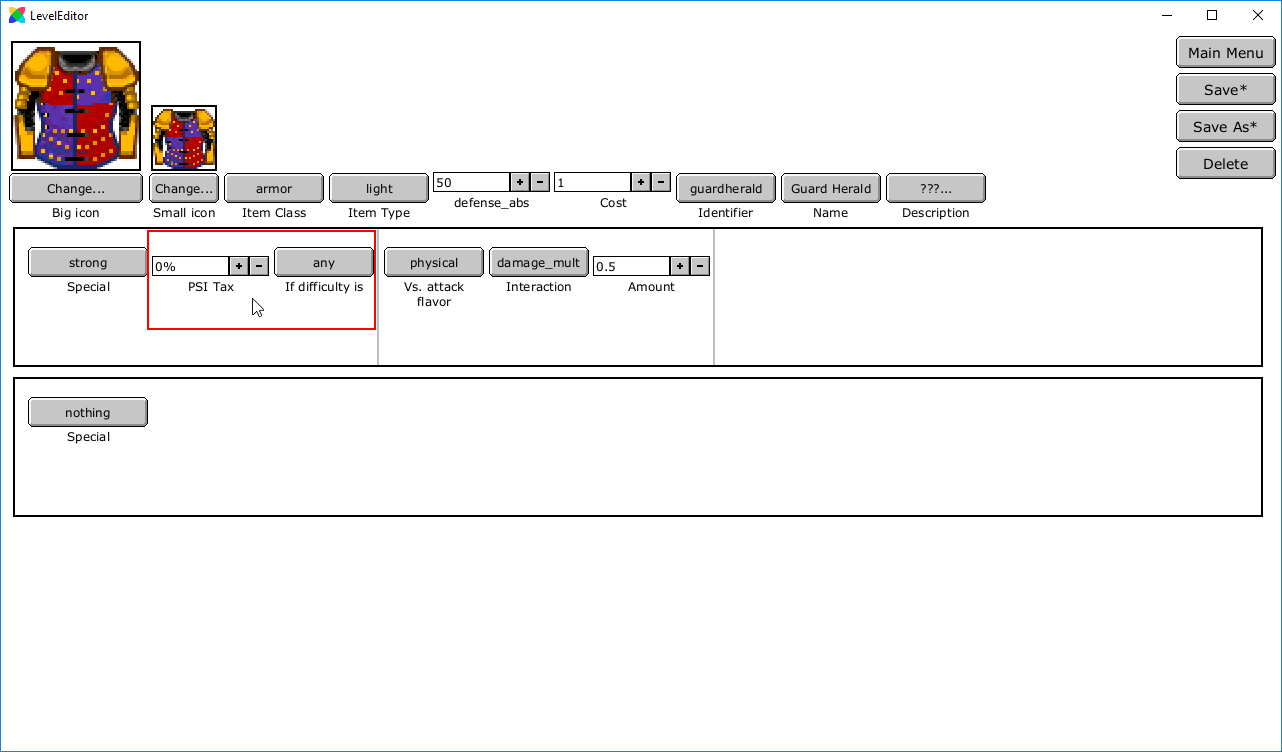 LevelEditor
Main Menu
Save*
Save As*
Delete
Change...
Big icon
Change...
Small icon
armor
Item Class
light
Item Type
50 + -
defense_abs
1 + -
Cost
guardherald
Identifier
Guard Herald
Name
???...
Description
strong
Special
0% + -
PSI Tax
any
If difficulty is
physical
Vs. attack
flavor
damage_mult
Interaction
0.5 + -
Amount
nothing
Special